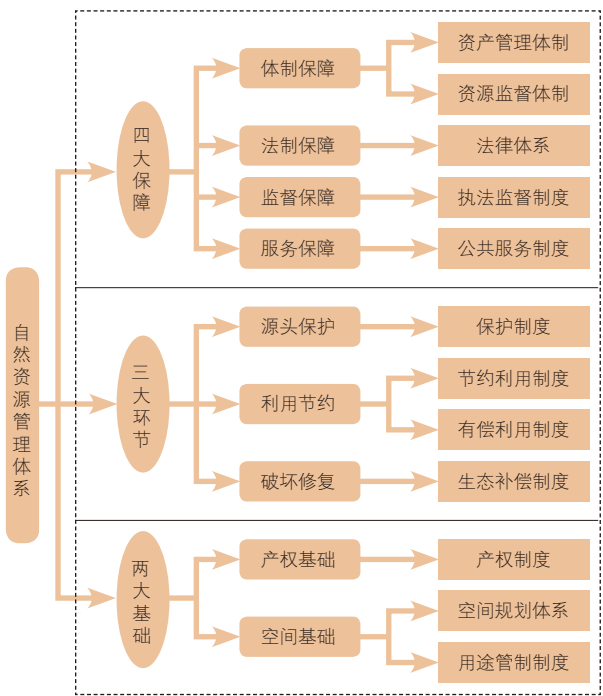 自然资源管理体系
四大保障
体制保障
资产管理体制
资源监督体制
法制保障
法律体系
监督保障
执法监督制度
服务保障
公共服务制度
三大环节
源头保护
保护制度
利用节约
节约利用制度
有偿利用制度
破坏修复
生态补偿制度
两大基础
产权基础
产权制度
空间基础
空间规划体系
用途管制制度